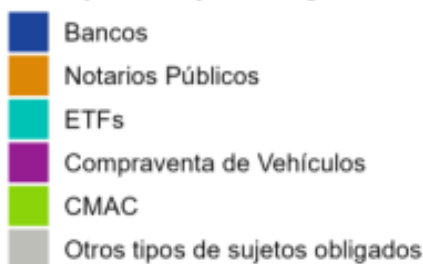 Bancos
Notarios Públicos
ETFs
Compraventa de Vehículos
CMAC
Otros tipos de sujetos obligados